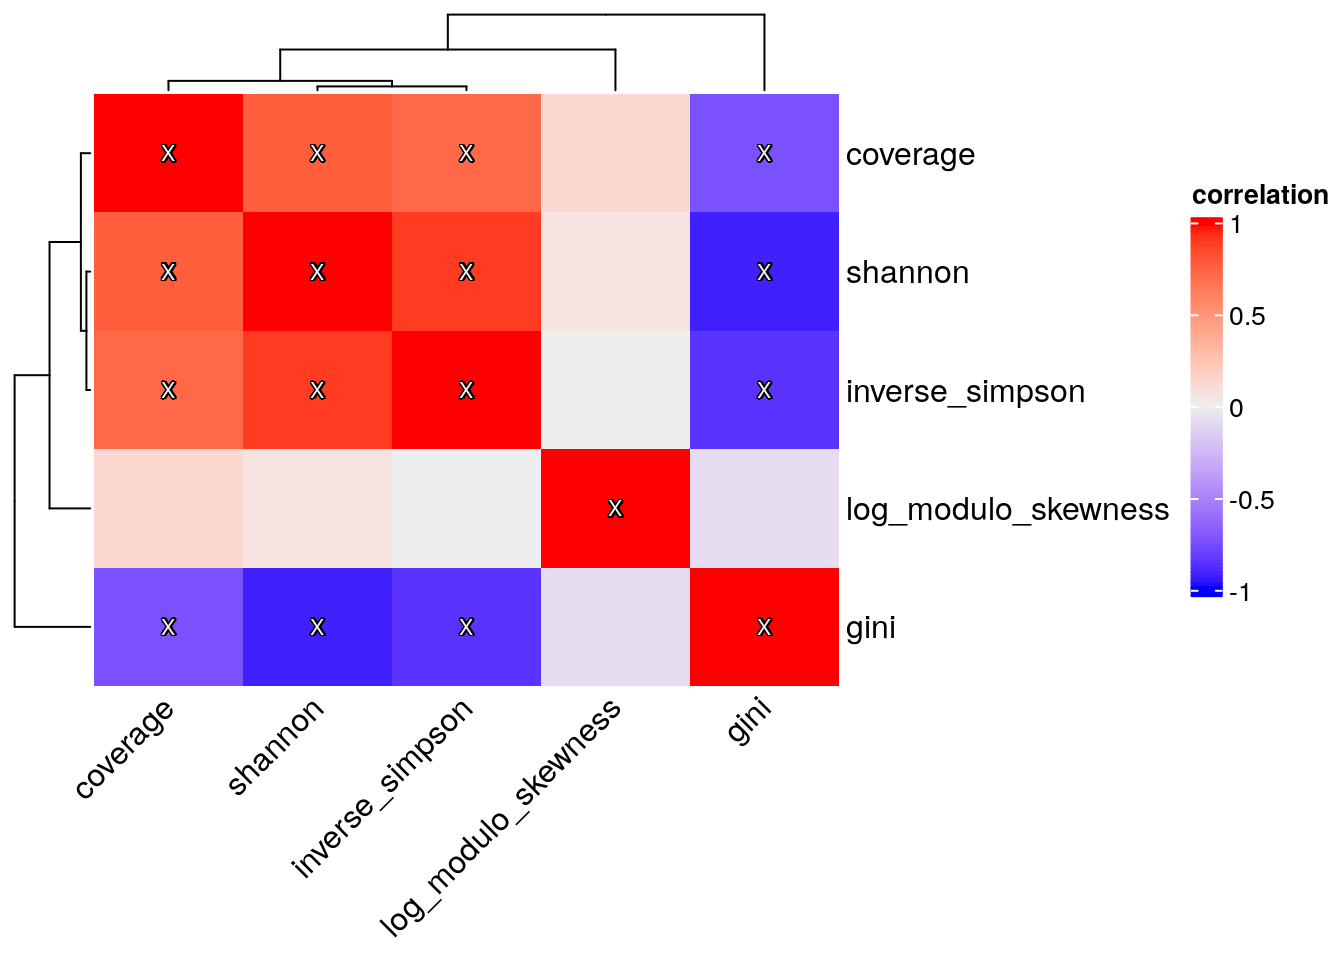 X X X X
coverage
X X X X
shannon
X X X X
inverse_simpson
X
log_modulo_skewness
X X X X
gini
coverage
shannon
inverse_simpson
log_modulo_skewness
gini
correlation
1
0.5
0
-0.5
-1